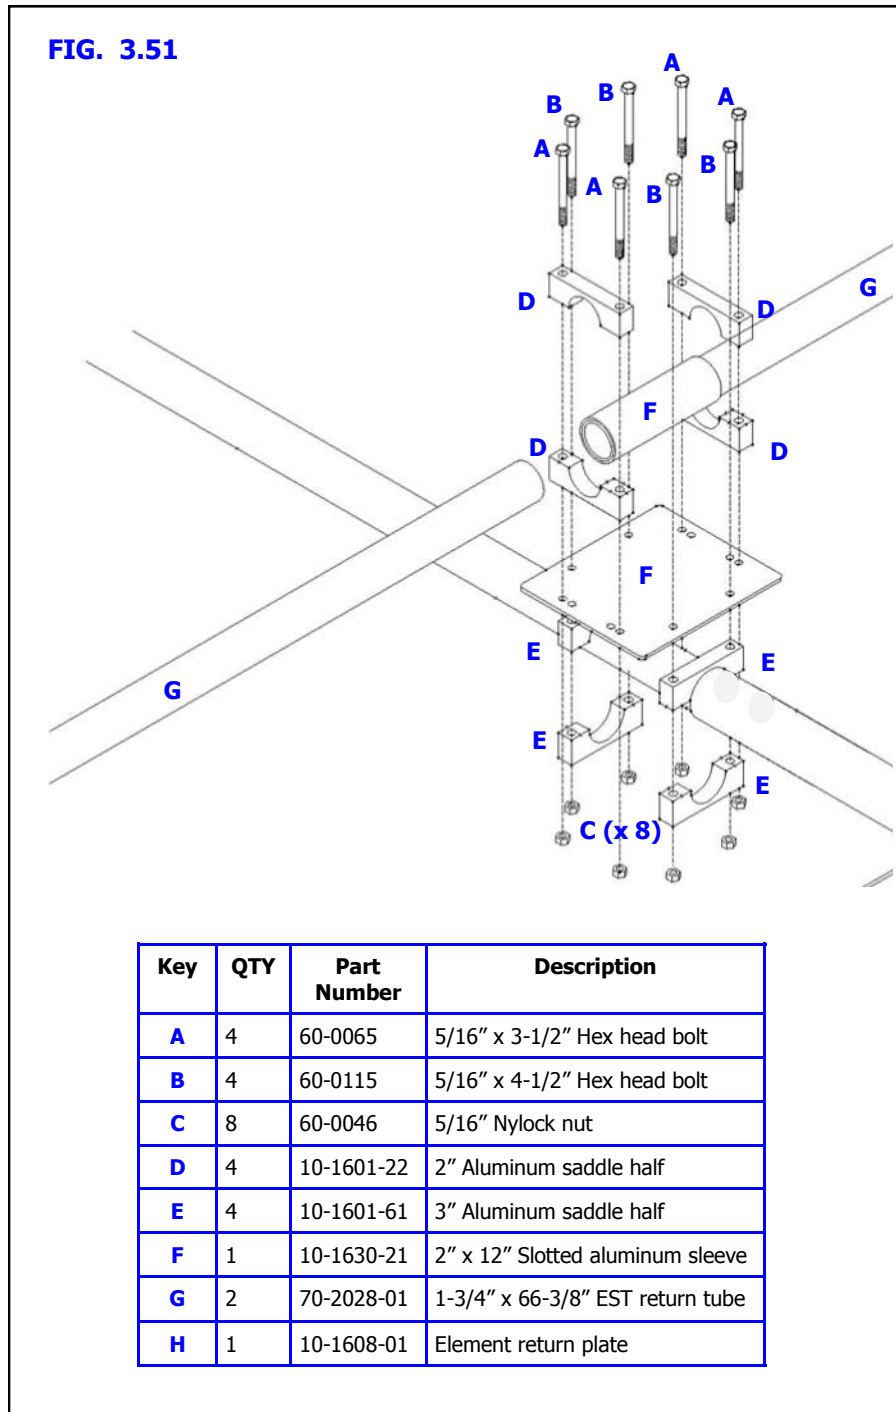 FIG. 3.51
A
B
B
A
A
B
A
B
D
G
D
F
D
D
F
E
E
G
E
E
C (x 8)
Key QTY Part Number Description
A 4 60-0065 5/16” x 3-1/2” Hex head bolt
B 4 60-0115 5/16” x 4-1/2” Hex head bolt
C 8 60-0046 5/16” Nylock nut
D 4 10-1601-22 2” Aluminum saddle half
E 4 10-1601-61 3” Aluminum saddle half
F 1 10-1630-21 2” x 12” Slotted aluminum sleeve
G 2 70-2028-01 1-3/4” x 66-3/8” EST return tube
H 1 10-1608-01 Element return plate